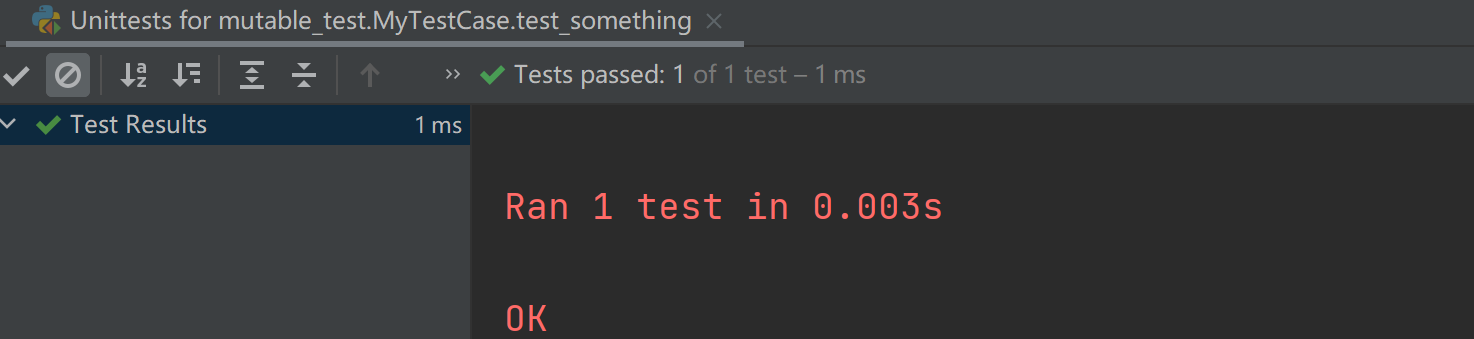 Unittests for mutable_test.MyTestCase.test_something
Tests passed: 1 of 1 test – 1 ms
Test Results 1 ms
Ran 1 test in 0.003s
OK